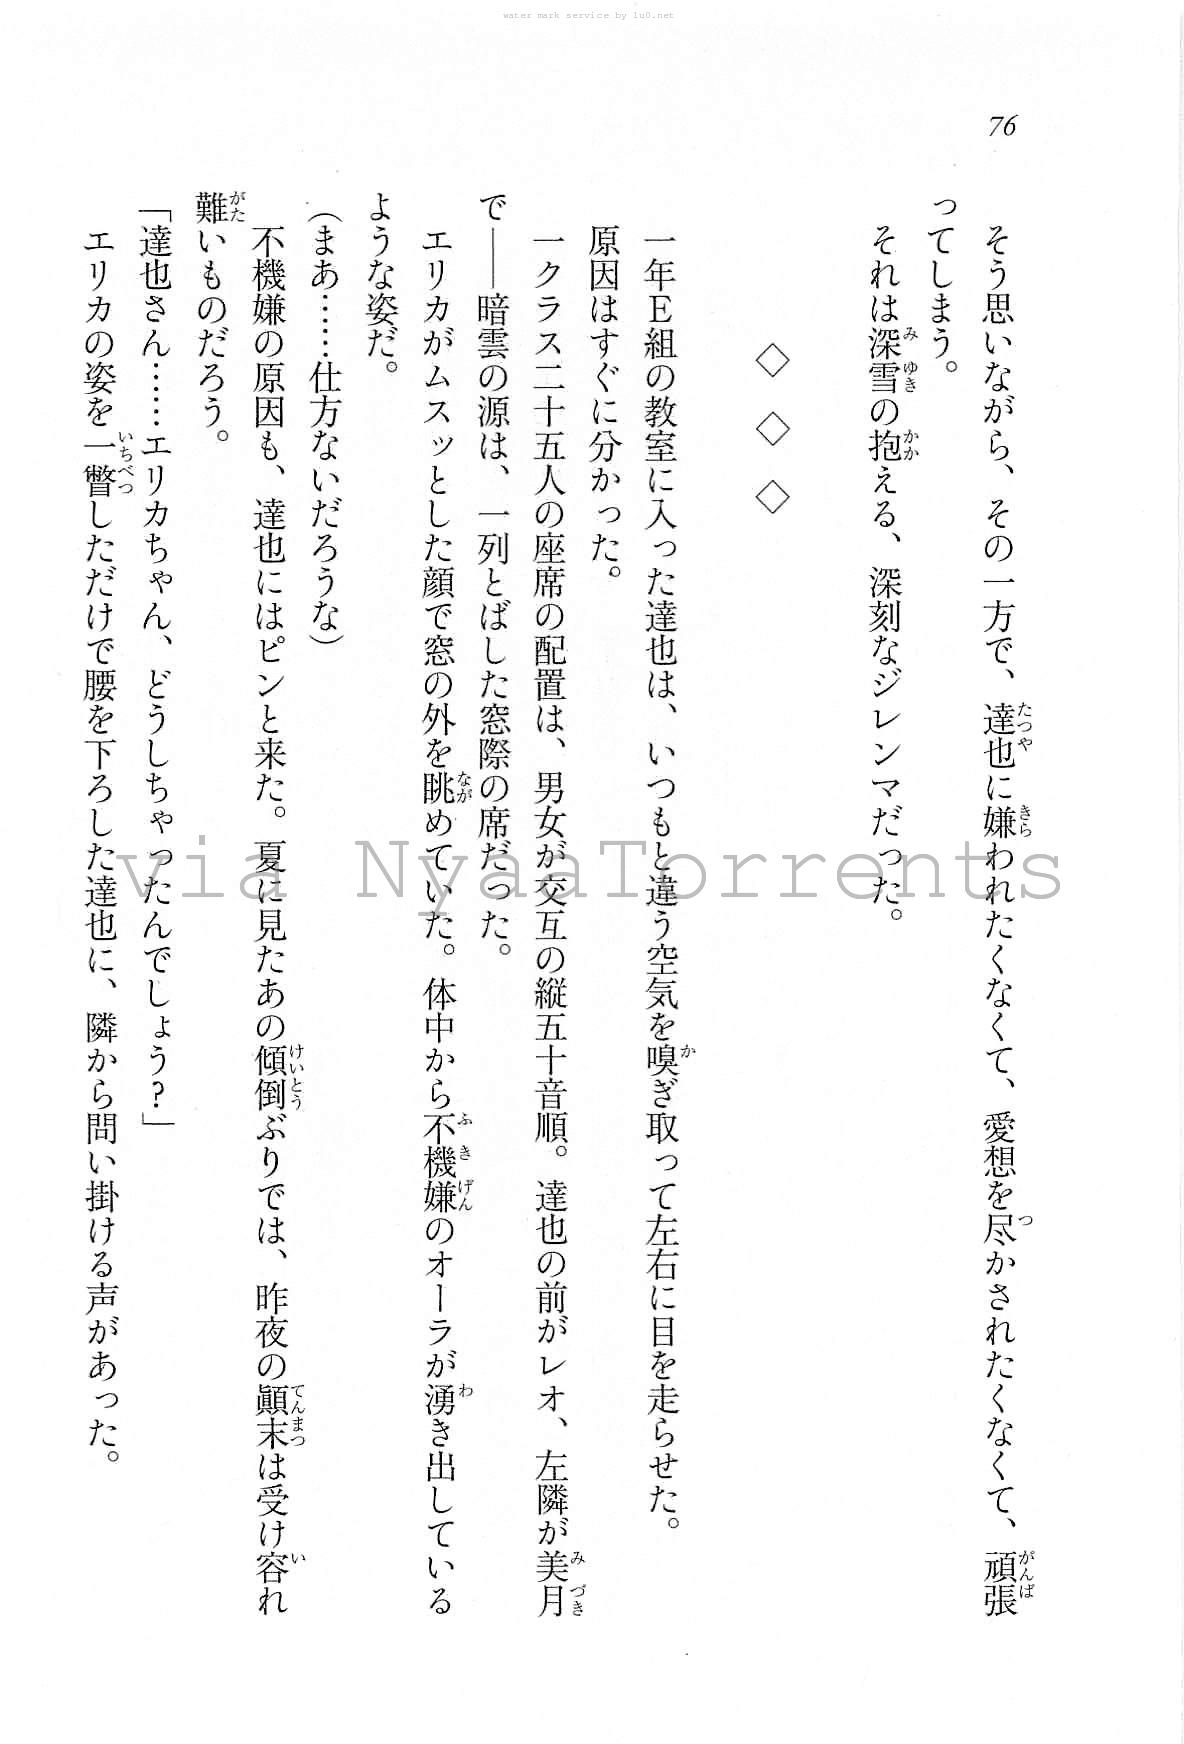 water mark service by lu0.net
76
そう思いながら、その一方で、達也に嫌われたくなくて、愛想を尽かされたくなくて、頑張
ってしまう。
それは深雪の抱える、深刻なジレンマだった。
◇ ◇ ◇
一年E組の教室に入った達也は、いつもと違う空気を嗅ぎ取って左右に目を走らせた。
原因はすぐに分かった。
一クラス二十五人の座席の配置は、男女が交互の縦五十音順。達也の前がレオ、左隣が美月
で――暗雲の源は、一列とばした窓際の席だった。
エリカがムスッとした顔で窓の外を眺めていた。体中から不機嫌のオーラが湧き出している
ような姿だ。
（まあ……仕方ないだろうな）
不機嫌の原因も、達也にはピンと来た。夏に見たあの傾倒ぶりでは、昨夜の顚末は受け容れ
難いものだろう。
「達也さん……エリカちゃん、どうしちゃったんでしょう？」
エリカの姿を一瞥しただけで腰を下ろした達也に、隣から問い掛ける声があった。
via NyaaTorrents